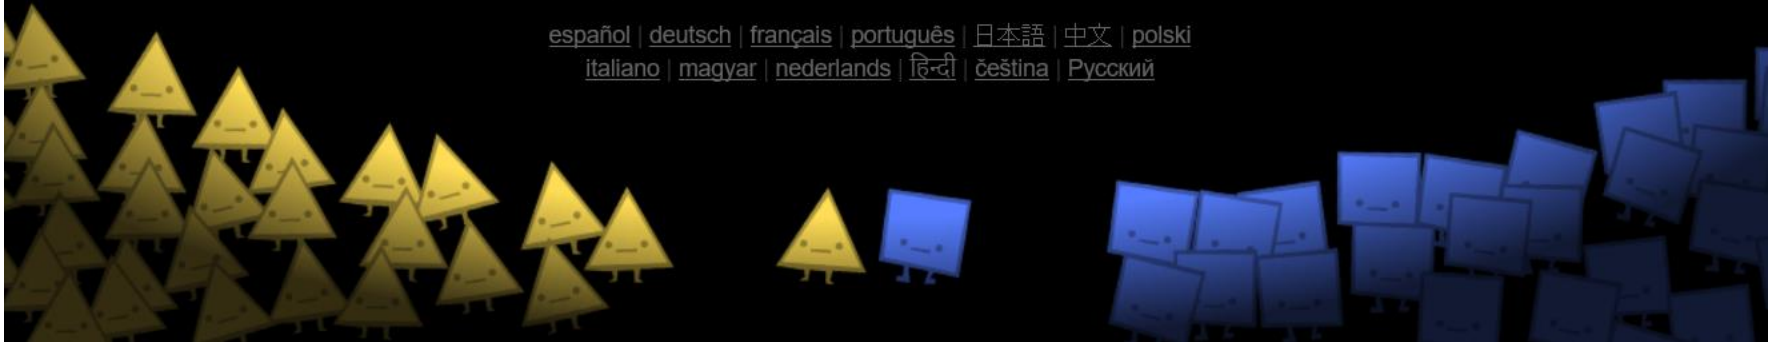 español | deutsch | français | português | 日本語 | 中文 | polski
italiano | magyar | nederlands | हिन्दी | čeština | Русский